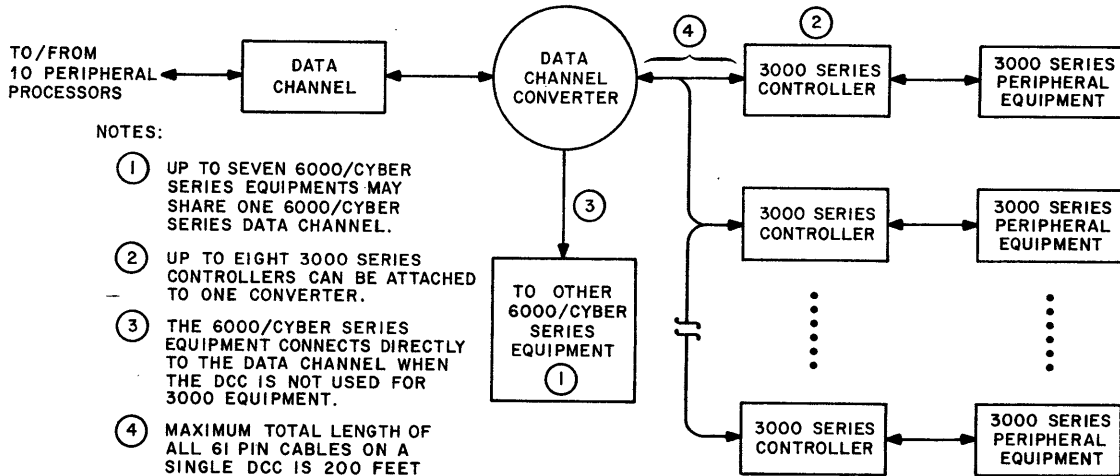 TO/FROM
10 PERIPHERAL
PROCESSORS
DATA
CHANNEL
DATA
CHANNEL
CONVERTER
4
2
3000 SERIES
CONTROLLER
3000 SERIES
PERIPHERAL
EQUIPMENT
NOTES:
1 UP TO SEVEN 6000/CYBER
SERIES EQUIPMENTS MAY
SHARE ONE 6000/CYBER
SERIES DATA CHANNEL.
2 UP TO EIGHT 3000 SERIES
CONTROLLERS CAN BE ATTACHED
TO ONE CONVERTER.
3 THE 6000/CYBER SERIES
EQUIPMENT CONNECTS DIRECTLY
TO THE DATA CHANNEL WHEN
THE DCC IS NOT USED FOR
3000 EQUIPMENT.
4 MAXIMUM TOTAL LENGTH OF
ALL 61 PIN CABLES ON A
SINGLE DCC IS 200 FEET
3
TO OTHER
6000/CYBER
SERIES
EQUIPMENT
1
3000 SERIES
CONTROLLER
3000 SERIES
PERIPHERAL
EQUIPMENT
3000 SERIES
CONTROLLER
3000 SERIES
PERIPHERAL
EQUIPMENT